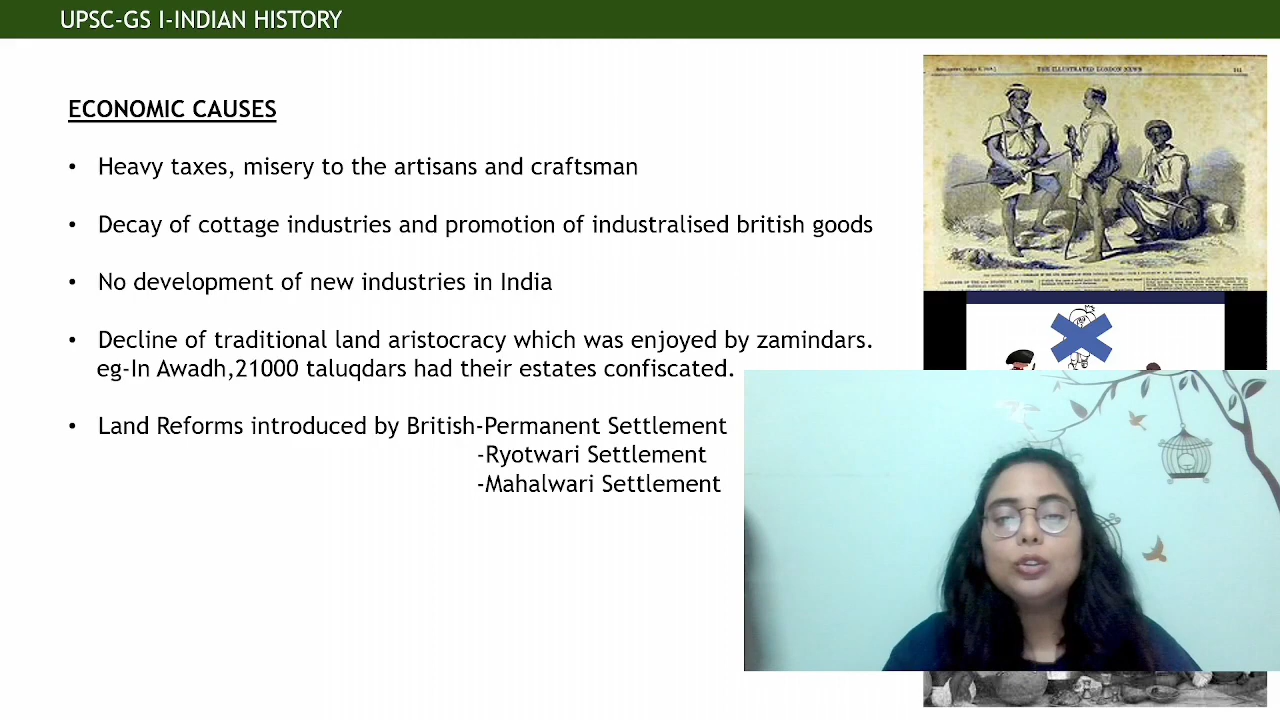 UPSC-GS I-INDIAN HISTORY
ECONOMIC CAUSES
• Heavy taxes, misery to the artisans and craftsman
• Decay of cottage industries and promotion of industralised british goods
• No development of new industries in India
• Decline of traditional land aristocracy which was enjoyed by zamindars.
eg-In Awadh,21000 taluqdars had their estates confiscated.
• Land Reforms introduced by British-Permanent Settlement
-Ryotwari Settlement
-Mahalwari Settlement
THE ILLUSTRATED LONDON NEWS